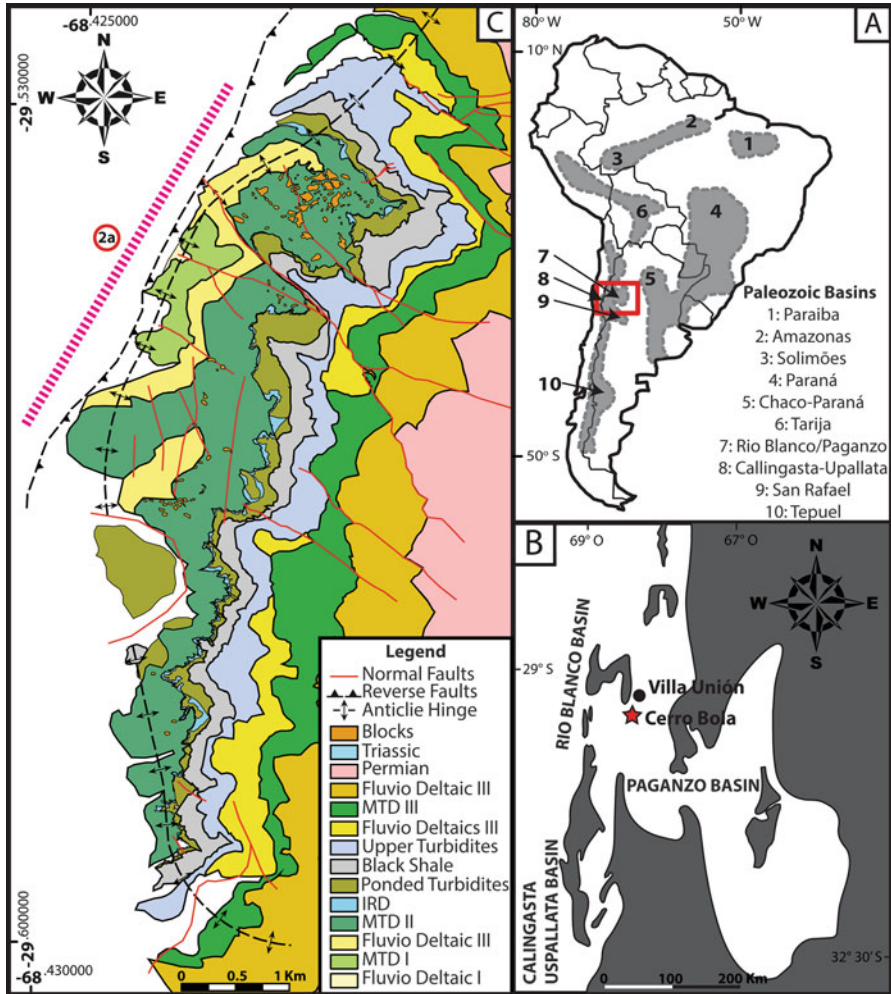 -68.425000
C
N
W
E
S
-29.530000
2a
-29.600000
-68.430000
0 0.5 1 Km
Legend
Normal Faults
Reverse Faults
Anticlie Hinge
Blocks
Triassic
Permian
Fluvio Deltaic III
MTD III
Fluvio Deltaics III
Upper Turbidites
Black Shale
Ponded Turbidites
IRD
MTD II
Fluvio Deltaic III
MTD I
Fluvio Deltaic I
80° W
50° W
A
10° N
50° S
1
2
3
4
5
6
7
8
9
10
Paleozoic Basins
1: Paraiba
2: Amazonas
3: Solimões
4: Paraná
5: Chaco-Paraná
6: Tarija
7: Rio Blanco/Paganzo
8: Callingasta-Upallata
9: San Rafael
10: Tepuel
B
69° O
67° O
N
W
E
S
29° S
RIO BLANCO BASIN
Villa Unión
Cerro Bola
PAGANZO BASIN
CALINGASTA
USPALLATA BASIN
32° 30' S
0 100 200 Km